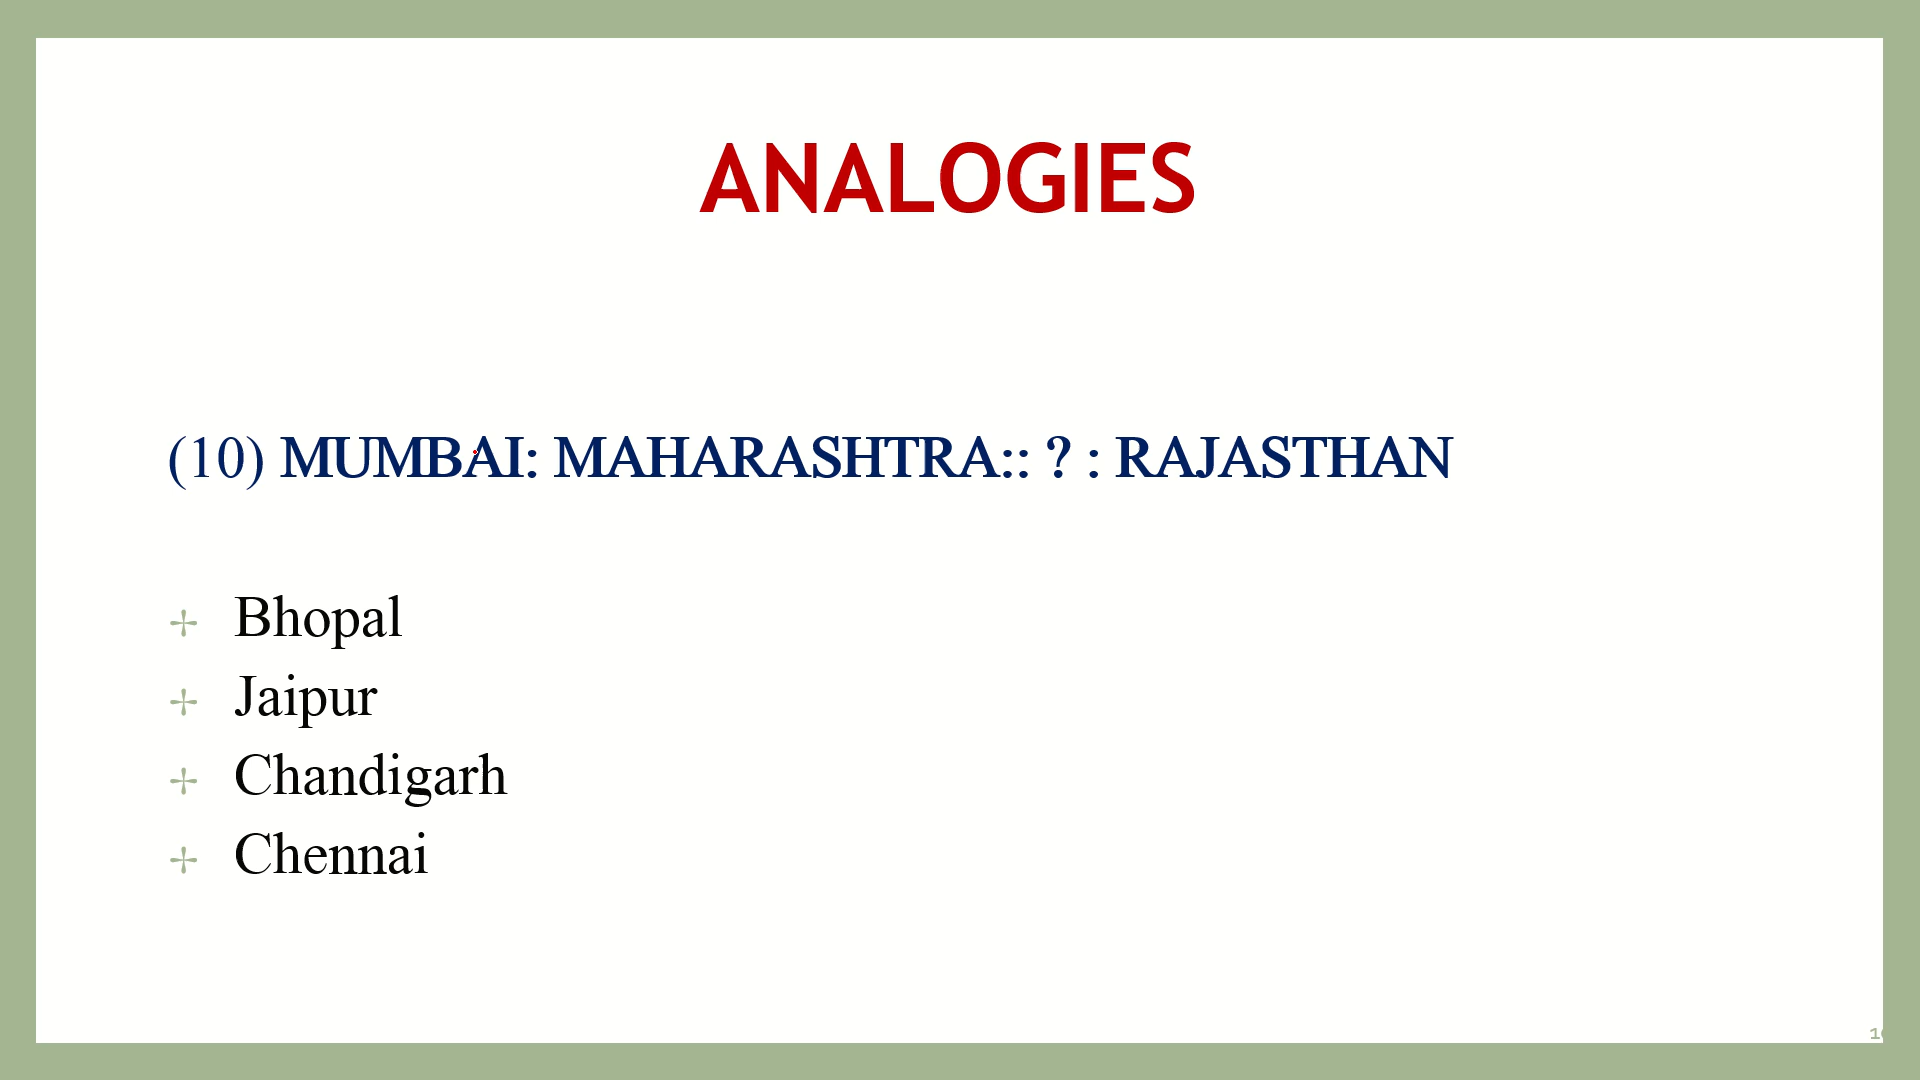 ANALOGIES
(10) MUMBAI: MAHARASHTRA:: ? : RAJASTHAN
Bhopal
Jaipur
Chandigarh
Chennai